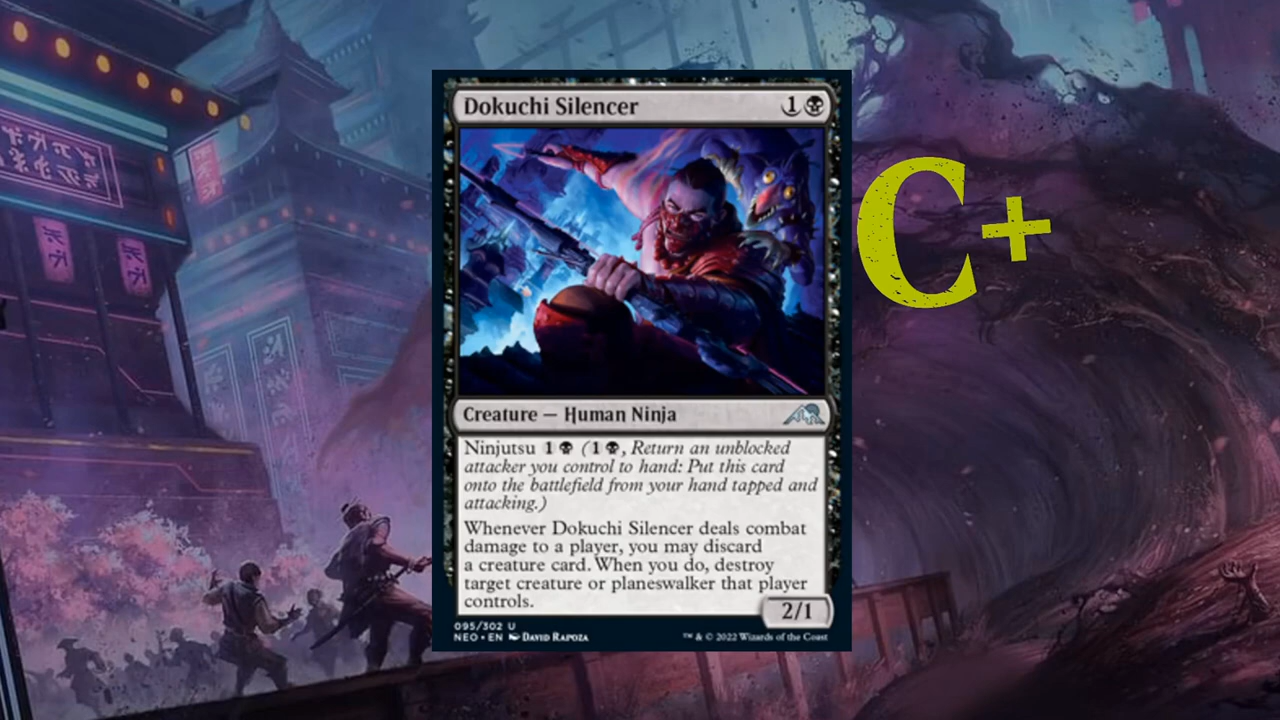 Dokuchi Silencer 1
C+
Creature — Human Ninja
Ninjutsu 1 (1, Return an unblocked
attacker you control to hand: Put this card
onto the battlefield from your hand tapped and
attacking.)
Whenever Dokuchi Silencer deals combat
damage to a player, you may discard
a creature card. When you do, destroy
target creature or planeswalker that player
controls.
2/1
095/302 U
NEO • EN DAVID RAPOZA
™ & © 2022 Wizards of the Coast